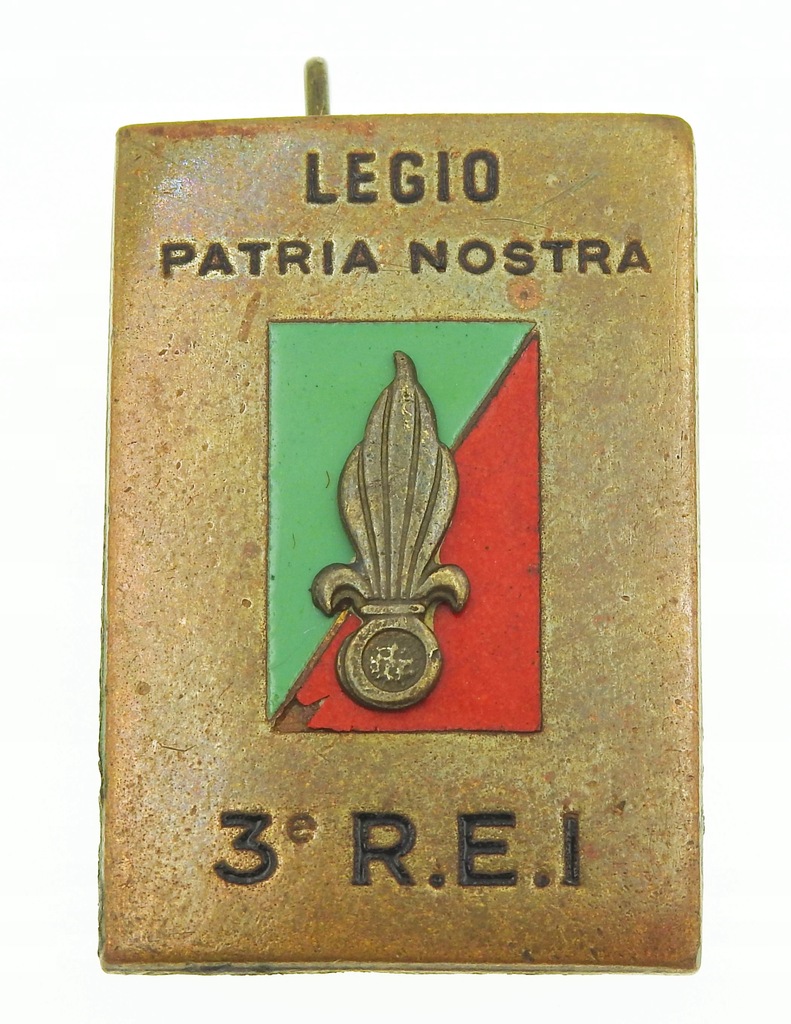 LEGIO
PATRIA NOSTRA
3e R.E.I